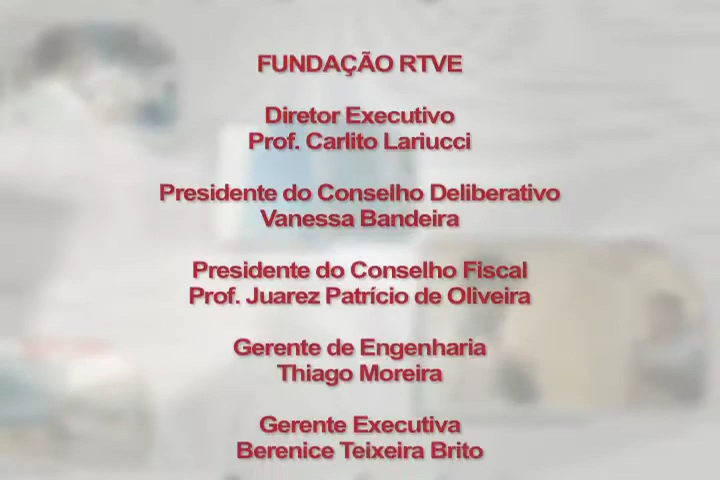 FUNDAÇÃO RTVE
Diretor Executivo
Prof. Carlito Lariucci
Presidente do Conselho Deliberativo
Vanessa Bandeira
Presidente do Conselho Fiscal
Prof. Juarez Patrício de Oliveira
Gerente de Engenharia
Thiago Moreira
Gerente Executiva
Berenice Teixeira Brito